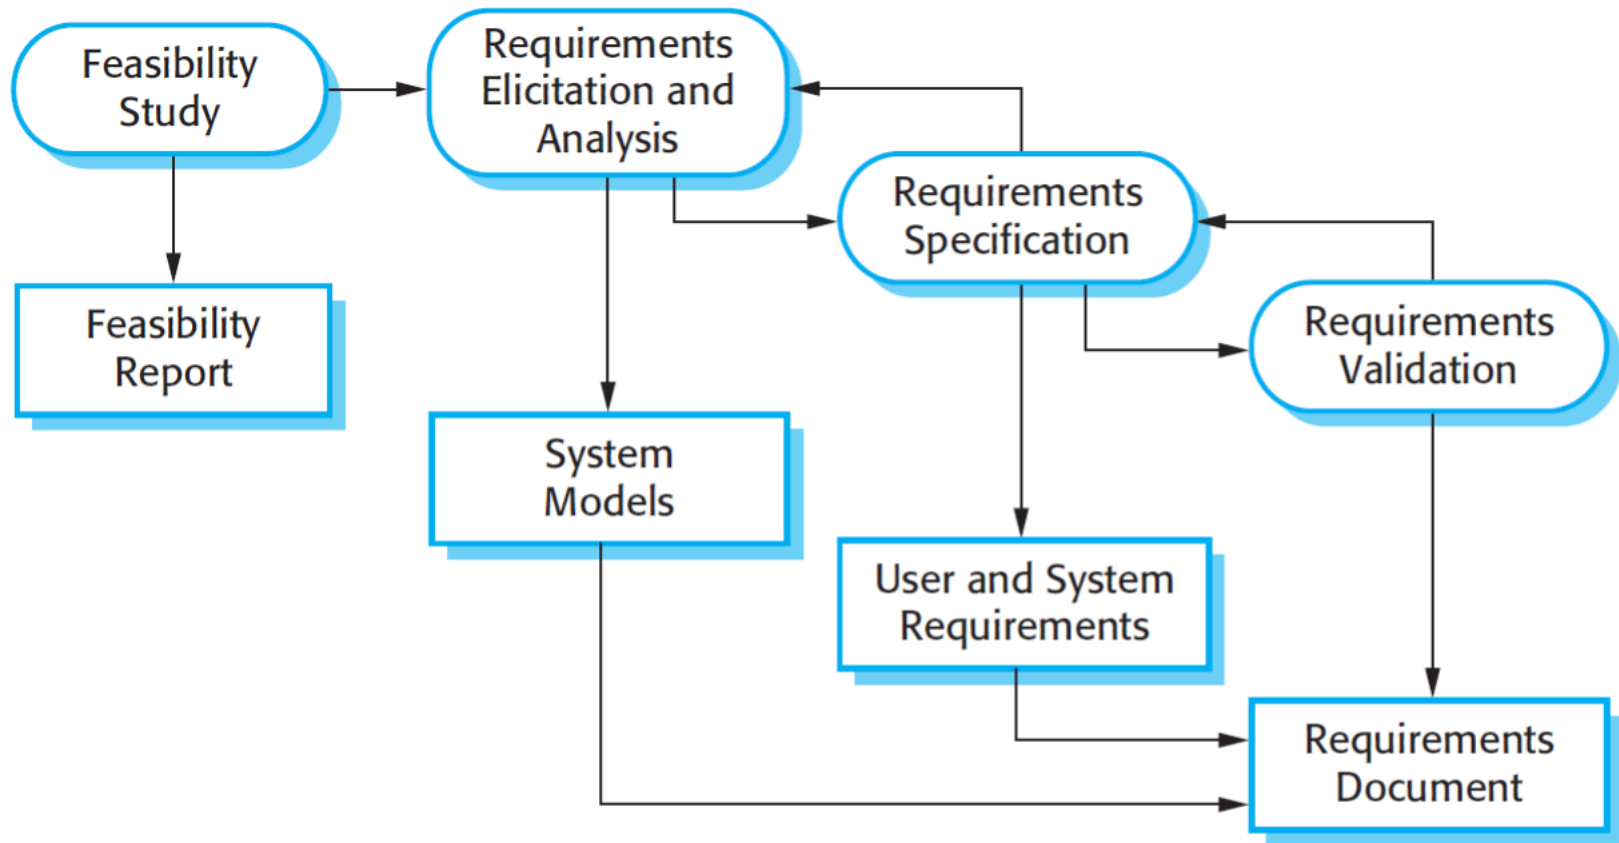 Feasibility
Study
Requirements
Elicitation and
Analysis
Requirements
Specification
Requirements
Validation
Feasibility
Report
System
Models
User and System
Requirements
Requirements
Document